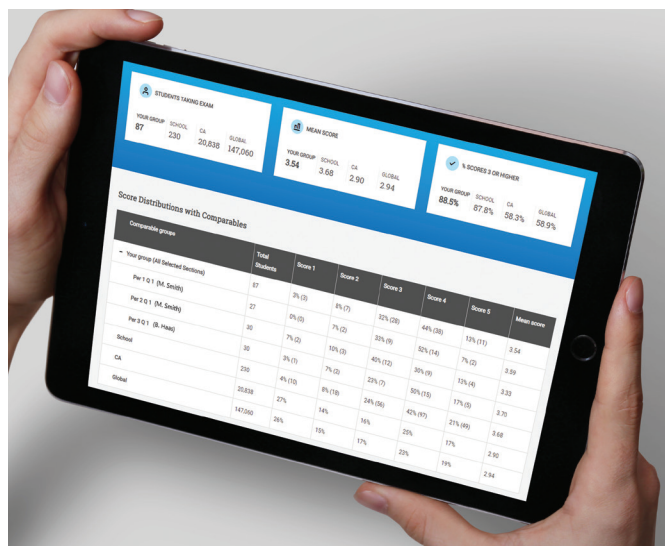 STUDENTS TAKING EXAM
YOUR GROUP SCHOOL CA GLOBAL
87 230 20,838 147,060
MEAN SCORE
YOUR GROUP SCHOOL CA GLOBAL
3.54 3.68 2.90 2.94
% SCORES 3 OR HIGHER
YOUR GROUP SCHOOL CA GLOBAL
88.5% 87.8% 58.3% 58.9%
Score Distributions with Comparables
Comparable groups Total Students Score 1 Score 2 Score 3 Score 4 Score 5 Mean score
- Your group (All Selected Sections) 87 3% (3) 8% (7) 32% (28) 44% (38) 13% (11) 3.54
Per 1 Q 1 (M. Smith) 27 0% (0) 7% (2) 33% (9) 52% (14) 7% (2) 3.59
Per 2 Q 1 (M. Smith) 30 7% (2) 10% (3) 40% (12) 30% (9) 13% (4) 3.33
Per 3 Q 1 (B. Haas) 30 3% (1) 7% (2) 23% (7) 50% (15) 17% (5) 3.70
School 230 4% (10) 8% (18) 24% (56) 42% (97) 21% (49) 3.68
CA 20,838 27% 14% 16% 25% 17% 2.90
Global 147,060 26% 15% 17% 23% 19% 2.94